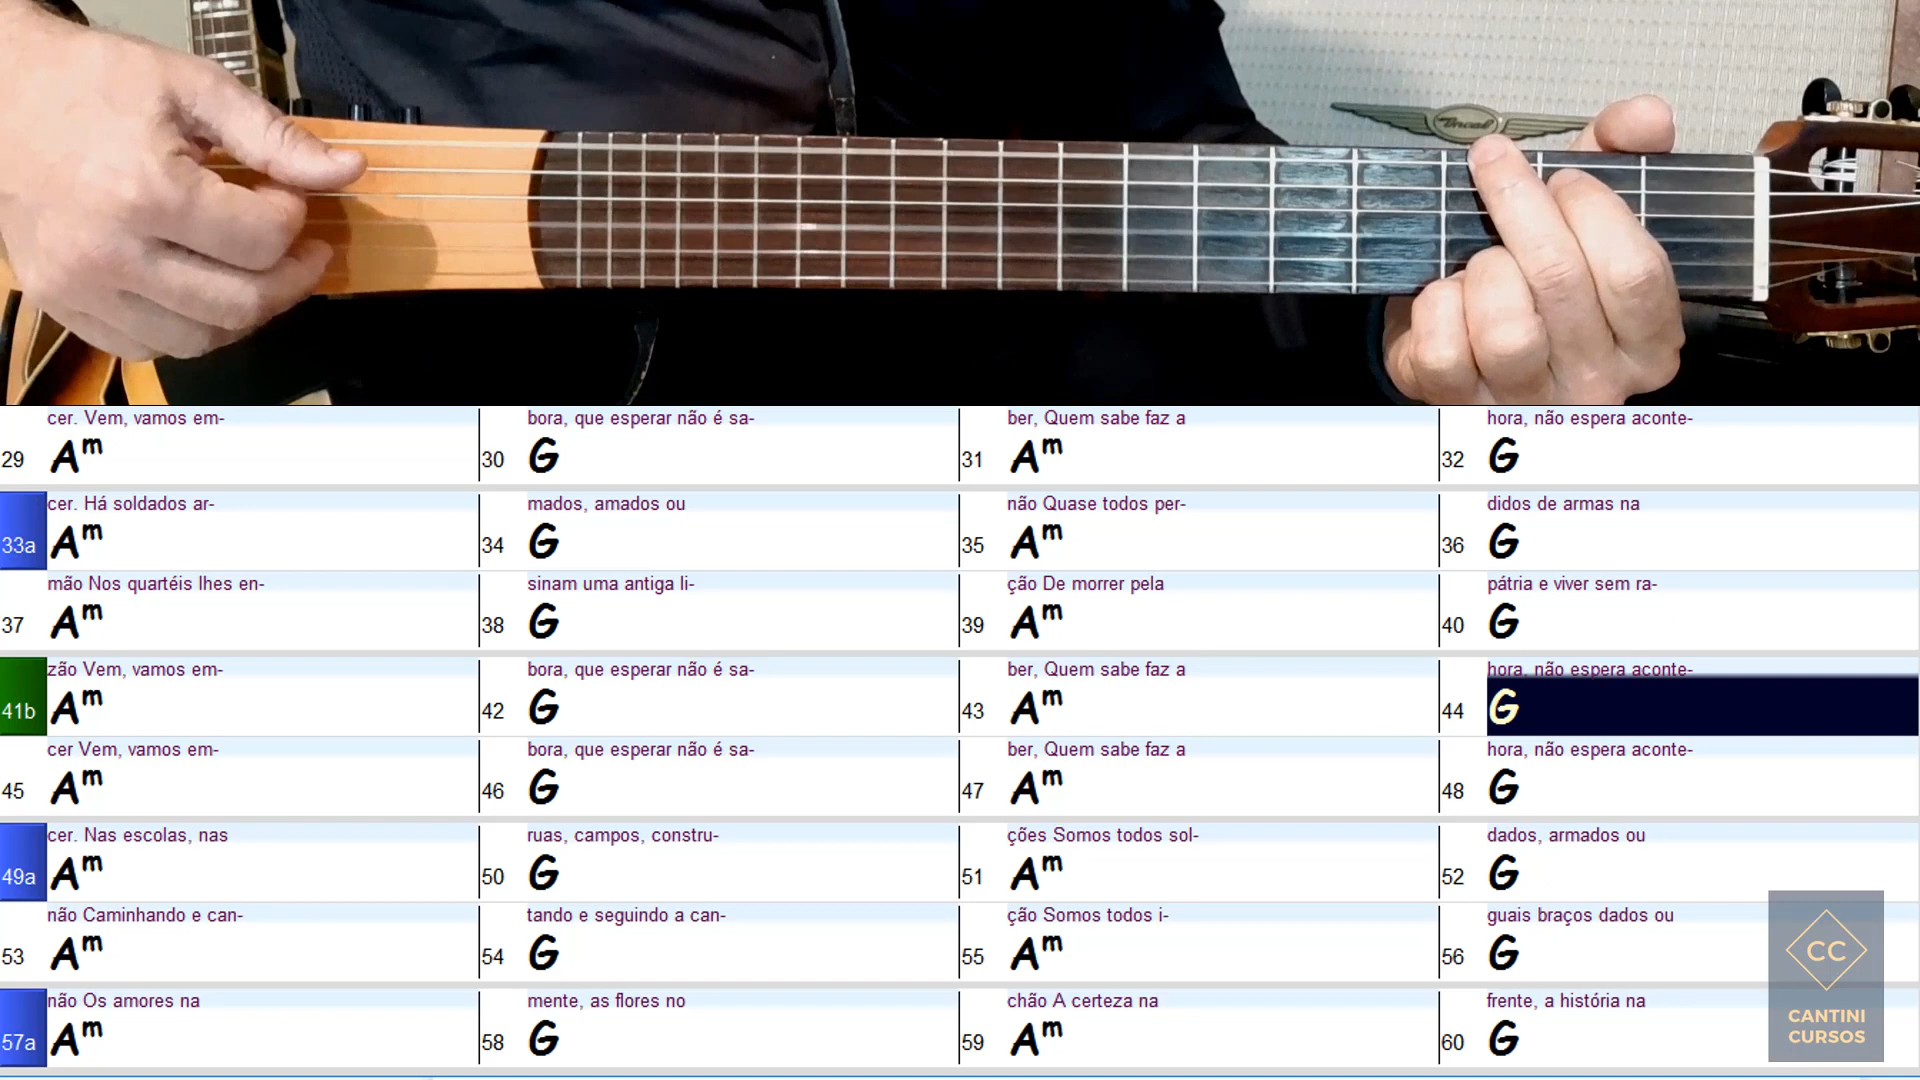 Uncal
cer. Vem, vamos em-
bora, que esperar não é sa-
ber, Quem sabe faz a
hora, não espera aconte-
29 Am
30 G
31 Am
32 G
cer. Há soldados ar-
mados, amados ou
não Quase todos per-
didos de armas na
33a Am
34 G
35 Am
36 G
mão Nos quartéis lhes en-
sinam uma antiga li-
ção De morrer pela
pátria e viver sem ra-
37 Am
38 G
39 Am
40 G
zão Vem, vamos em-
bora, que esperar não é sa-
ber, Quem sabe faz a
hora, não espera aconte-
41b Am
42 G
43 Am
44 G
cer Vem, vamos em-
bora, que esperar não é sa-
ber, Quem sabe faz a
hora, não espera aconte-
45 Am
46 G
47 Am
48 G
cer. Nas escolas, nas
ruas, campos, constru-
ções Somos todos sol-
dados, armados ou
49a Am
50 G
51 Am
52 G
não Caminhando e can-
tando e seguindo a can-
ção Somos todos i-
guais braços dados ou
53 Am
54 G
55 Am
56 G
não Os amores na
mente, as flores no
chão A certeza na
frente, a história na
57a Am
58 G
59 Am
60 G
CC
CANTINI
CURSOS